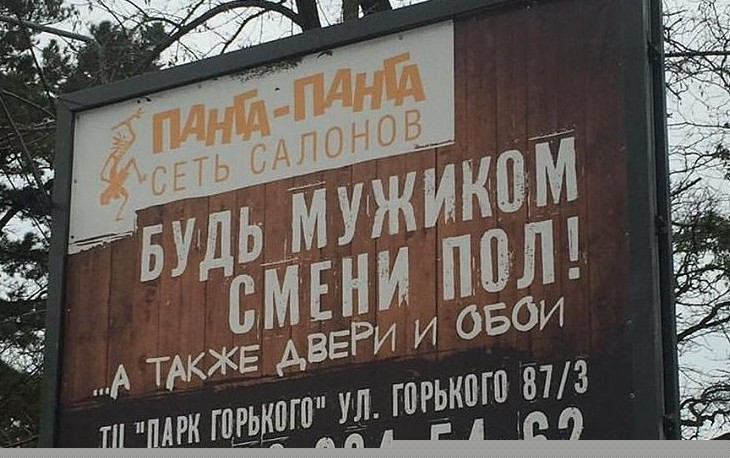 ПАНГА-ПАНГА
СЕТЬ САЛОНОВ
БУДЬ МУЖИКОМ
СМЕНИ ПОЛ!
...А ТАКЖЕ ДВЕРИ И ОБОИ
ТЦ "ПАРК ГОРЬКОГО" УЛ. ГОРЬКОГО 87/3